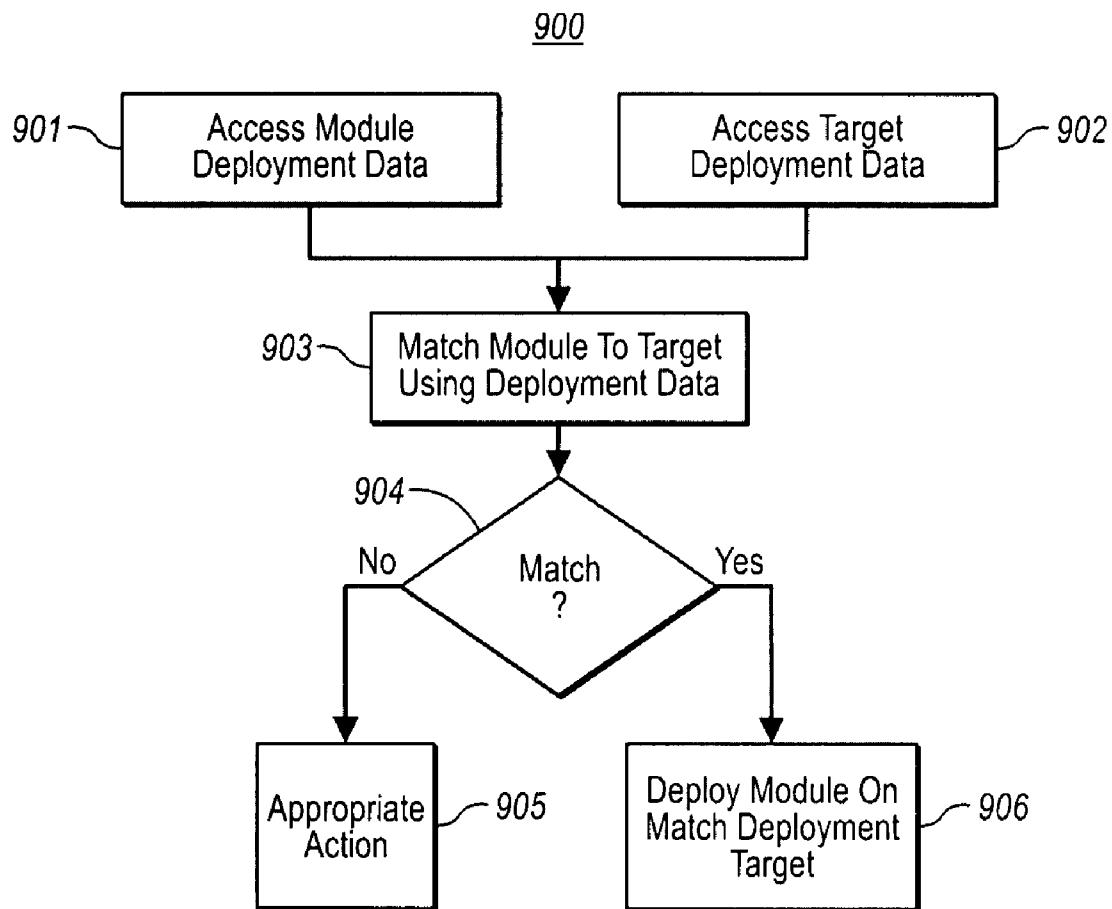 900
901
Access Module
Deployment Data
Access Target
Deployment Data
902
903
Match Module To Target
Using Deployment Data
904
No
Match
?
Yes
Appropriate
Action
905
Deploy Module On
Match Deployment
Target
906